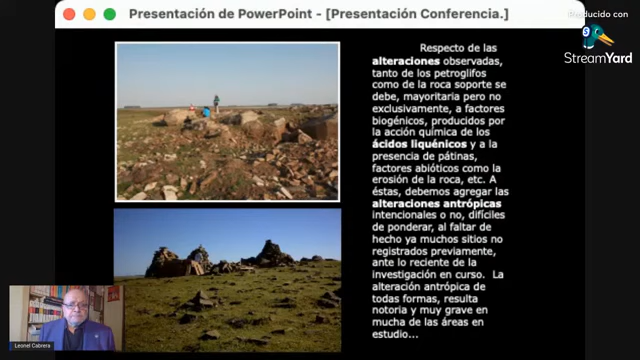 Presentación de PowerPoint - [Presentación Conferencia.]
Producido con
StreamYard
Respecto de las
alteraciones observadas,
tanto de los petroglifos
como de la roca soporte se
debe, mayoritaria pero no
exclusivamente, a factores
biogénicos, producidos por
la acción química de los
ácidos liquénicos y a la
presencia de pátinas,
factores abióticos como la
erosión de la roca, etc. A
éstas, debemos agregar las
alteraciones antrópicas
intencionales o no, difíciles
de ponderar, al faltar de
hecho ya muchos sitios no
registrados previamente,
ante lo reciente de la
investigación en curso. La
alteración antrópica de
todas formas, resulta
notoria y muy grave en
mucha de las áreas en
estudio...
Leonel Cabrera